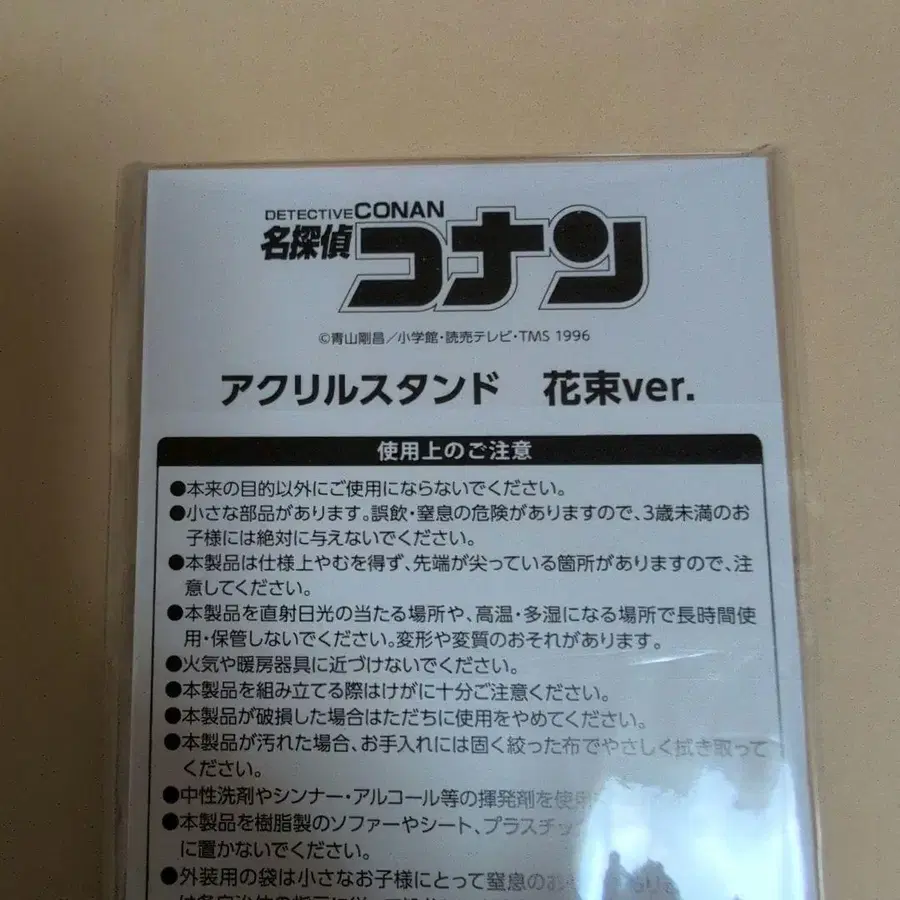 DETECTIVE CONAN
名探偵コナン
©青山剛昌／小学館・読売テレビ・TMS 1996
アクリルスタンド 花束ver.
使用上のご注意
●本来の目的以外にご使用にならないでください。
●小さな部品があります。誤飲・窒息の危険がありますので、3歳未満のお
子様には絶対に与えないでください。
●本製品は仕様上やむを得ず、先端が尖っている箇所がありますので、注
意してください。
●本製品を直射日光の当たる場所や、高温・多湿になる場所で長時間使
用・保管しないでください。変形や変質のおそれがあります。
●火気や暖房器具に近づけないでください。
●本製品を組み立てる際はけがに十分ご注意ください。
●本製品が破損した場合はただちに使用をやめてください。
●本製品が汚れた場合、お手入れには固く絞った布でやさしく拭き取って
ください。
●中性洗剤やシンナー・アルコール等の揮発剤を使用
●本製品を樹脂製のソファーやシート、プラスチッ
に置かないでください。
●外装用の袋は小さなお子様にとって窒息の